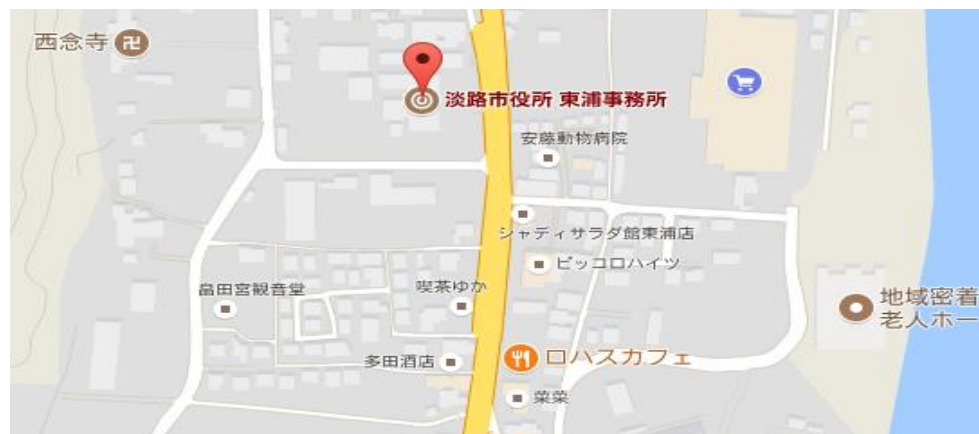 西念寺
淡路市役所 東浦事務所
安藤動物病院
シャディサラダ館東浦店
ピッコロハイツ
畠田宮観音堂
喫茶ゆか
地域密着
老人ホー
多田酒店
ロハスカフェ
菜菜